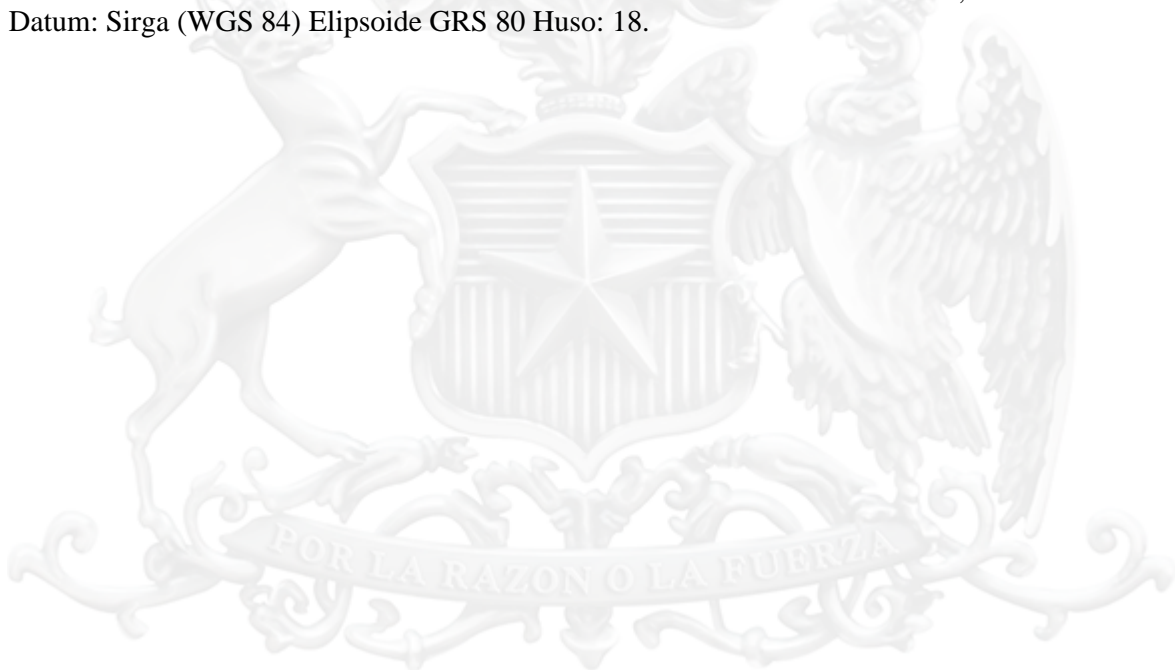 Datum: Sirga (WGS 84) Elipsoide GRS 80 Huso: 18.
POR LA RAZON O LA FUERZA